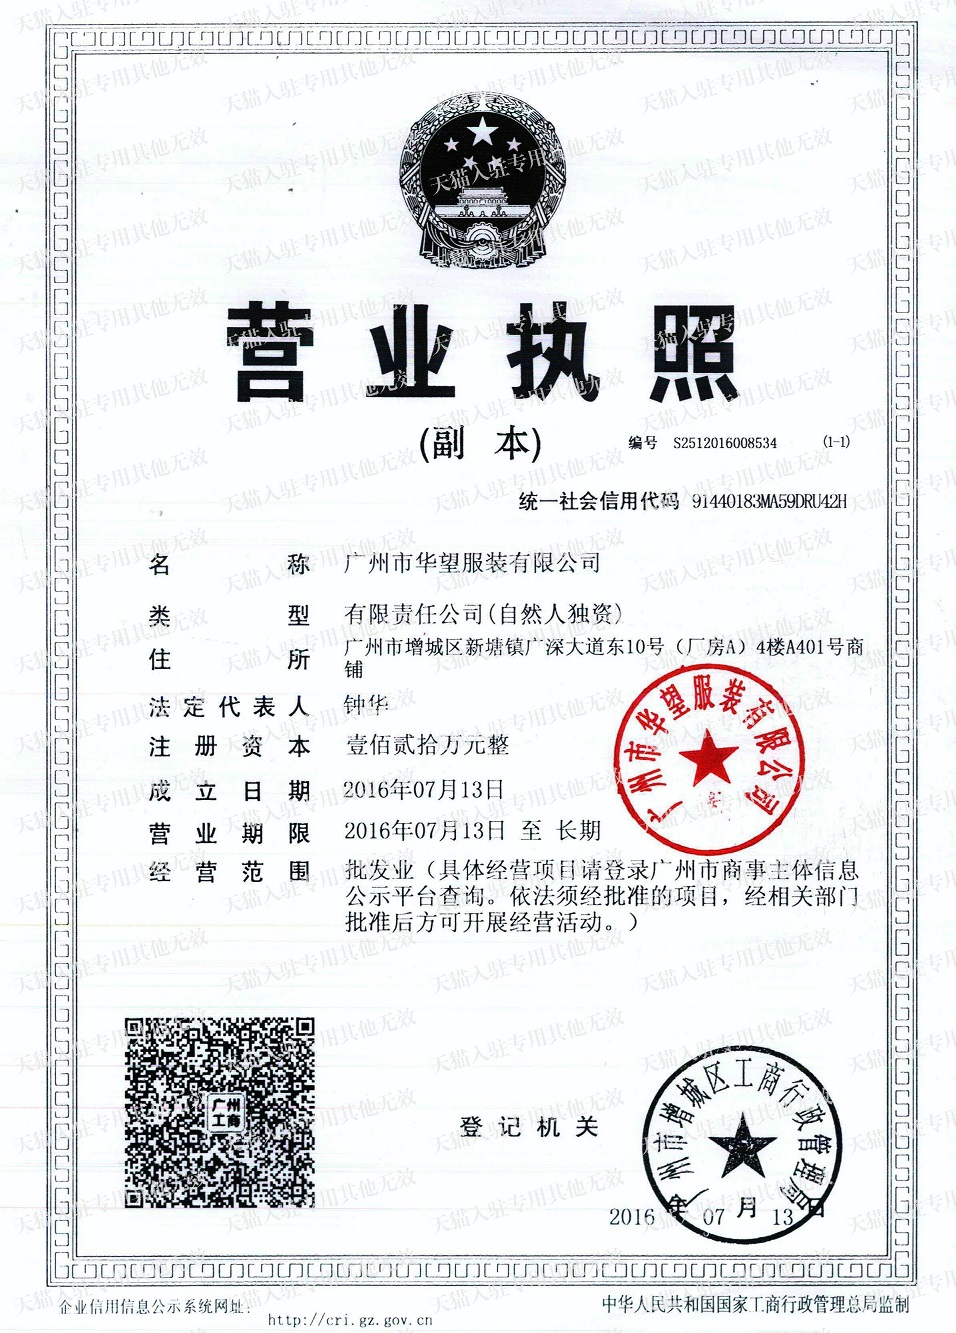 营业执照
(副 本)
编号 S2512016008534 (1-1)
统一社会信用代码 91440183MA59DRU42H
名称 广州市华望服装有限公司
类型 有限责任公司(自然人独资)
住所 广州市增城区新塘镇广深大道东10号（厂房A）4楼A401号商
铺
法定代表人 钟华
注册资本 壹佰贰拾万元整
成立日期 2016年07月13日
营业期限 2016年07月13日 至 长期
经营范围 批发业（具体经营项目请登录广州市商事主体信息
公示平台查询。依法须经批准的项目，经相关部门
批准后方可开展经营活动。）
广州市华望服装有限公司
广州工商
登记机关
广州市增城区工商行政管理局
2016 年 07 月 13 日
企业信用信息公示系统网址：
http://cri.gz.gov.cn
中华人民共和国国家工商行政管理总局监制
天猫入驻专用其他无效